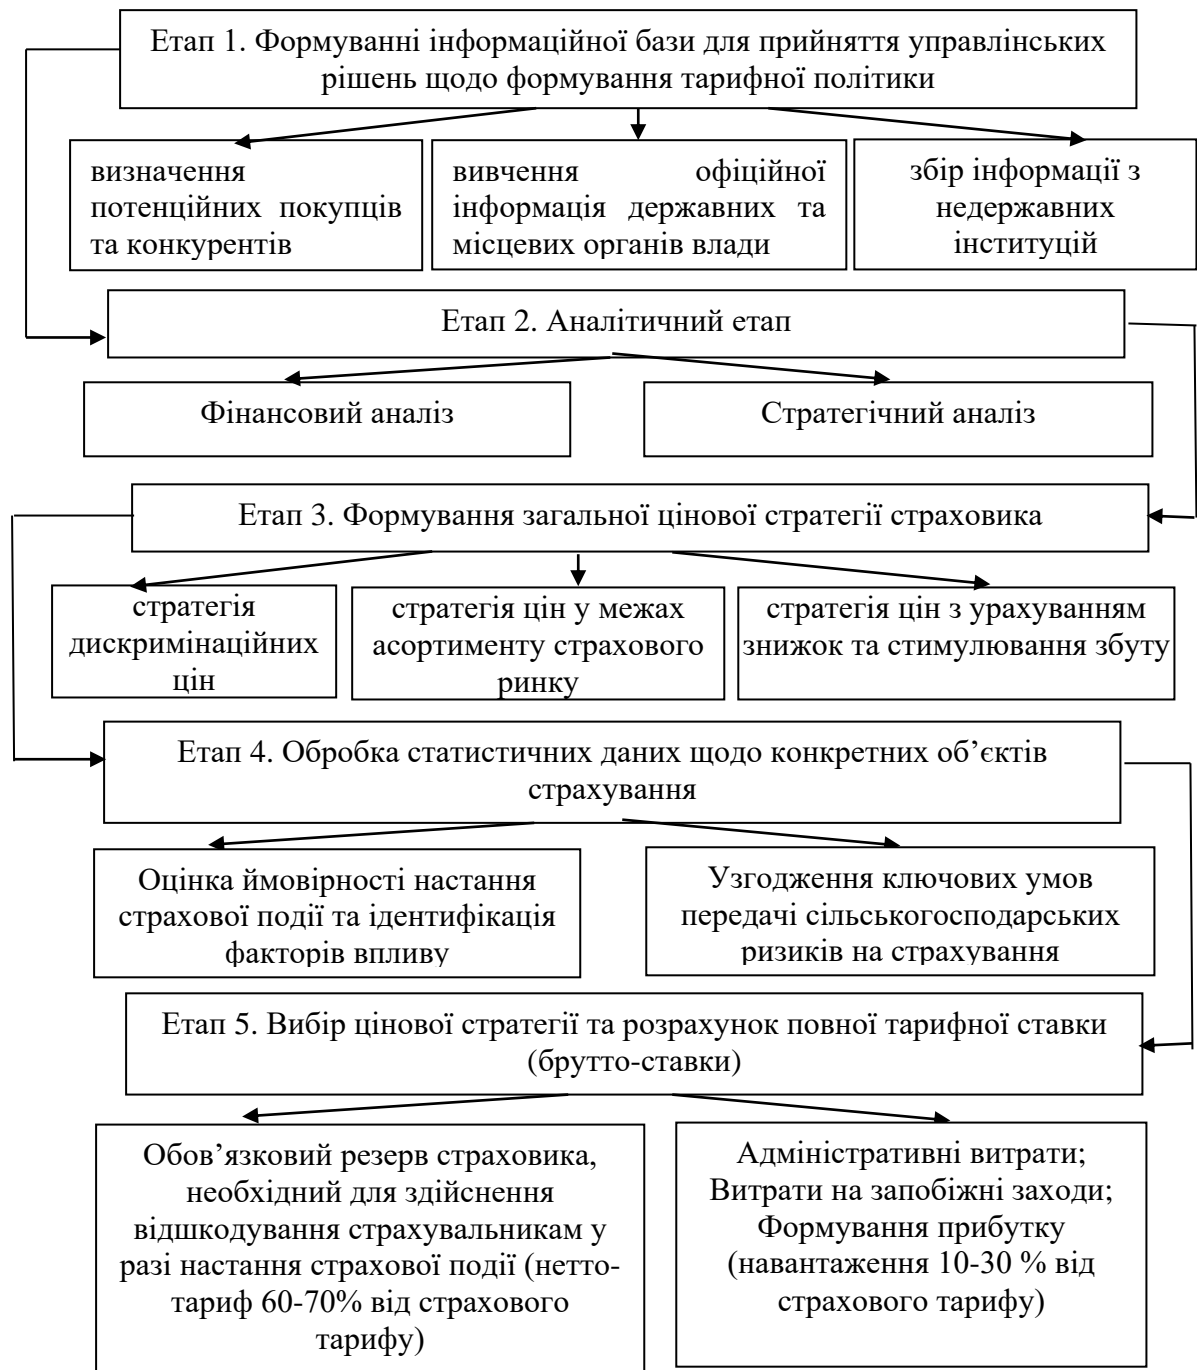 Етап 1. Формуванні інформаційної бази для прийняття управлінських
рішень щодо формування тарифної політики
визначення
потенційних покупців
та конкурентів
вивчення офіційної
інформація державних та
місцевих органів влади
збір інформації з
недержавних
інституцій
Етап 2. Аналітичний етап
Фінансовий аналіз
Стратегічний аналіз
Етап 3. Формування загальної цінової стратегії страховика
стратегія
дискримінаційних
цін
стратегія цін у межах
асортименту страхового
ринку
стратегія цін з урахуванням
знижок та стимулювання збуту
Етап 4. Обробка статистичних даних щодо конкретних об’єктів
страхування
Оцінка ймовірності настання
страхової події та ідентифікація
факторів впливу
Узгодження ключових умов
передачі сільськогосподарських
ризиків на страхування
Етап 5. Вибір цінової стратегії та розрахунок повної тарифної ставки
(брутто-ставки)
Обов’язковий резерв страховика,
необхідний для здійснення
відшкодування страхувальникам у
разі настання страхової події (нетто-
тариф 60-70% від страхового
тарифу)
Адміністративні витрати;
Витрати на запобіжні заходи;
Формування прибутку
(навантаження 10-30 % від
страхового тарифу)